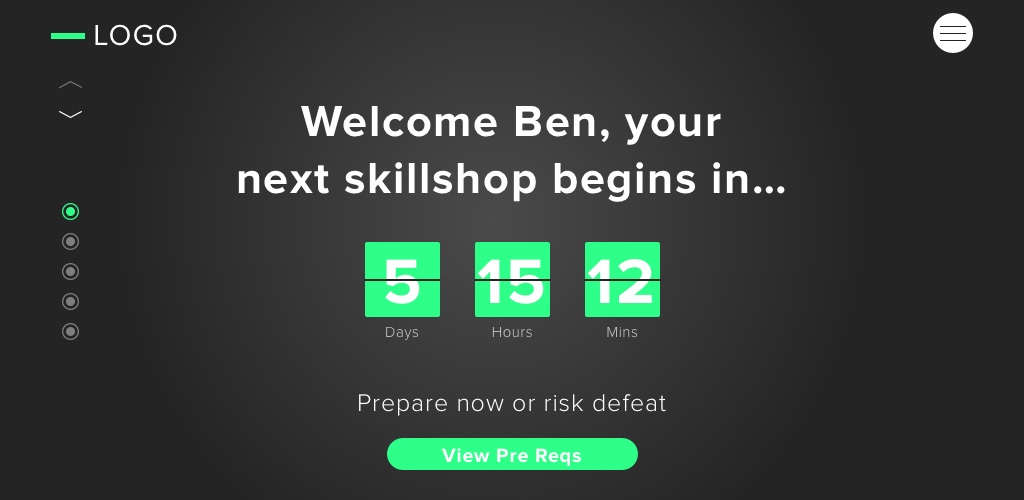 LOGO
Welcome Ben, your
next skillshop begins in...
5 15 12
Days Hours Mins
Prepare now or risk defeat
View Pre Reqs